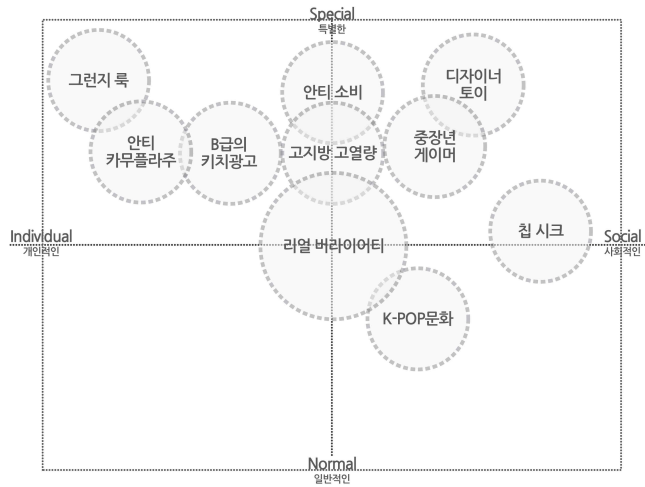 Special
특별한
그런지 룩
안티 소비
디자이너
토이
안티
카무플라주
B급의
키치광고
고지방 고열량
중장년
게이머
Individual
개인적인
리얼 버라이어티
칩 시크
Social
사회적인
K-POP문화
Normal
일반적인